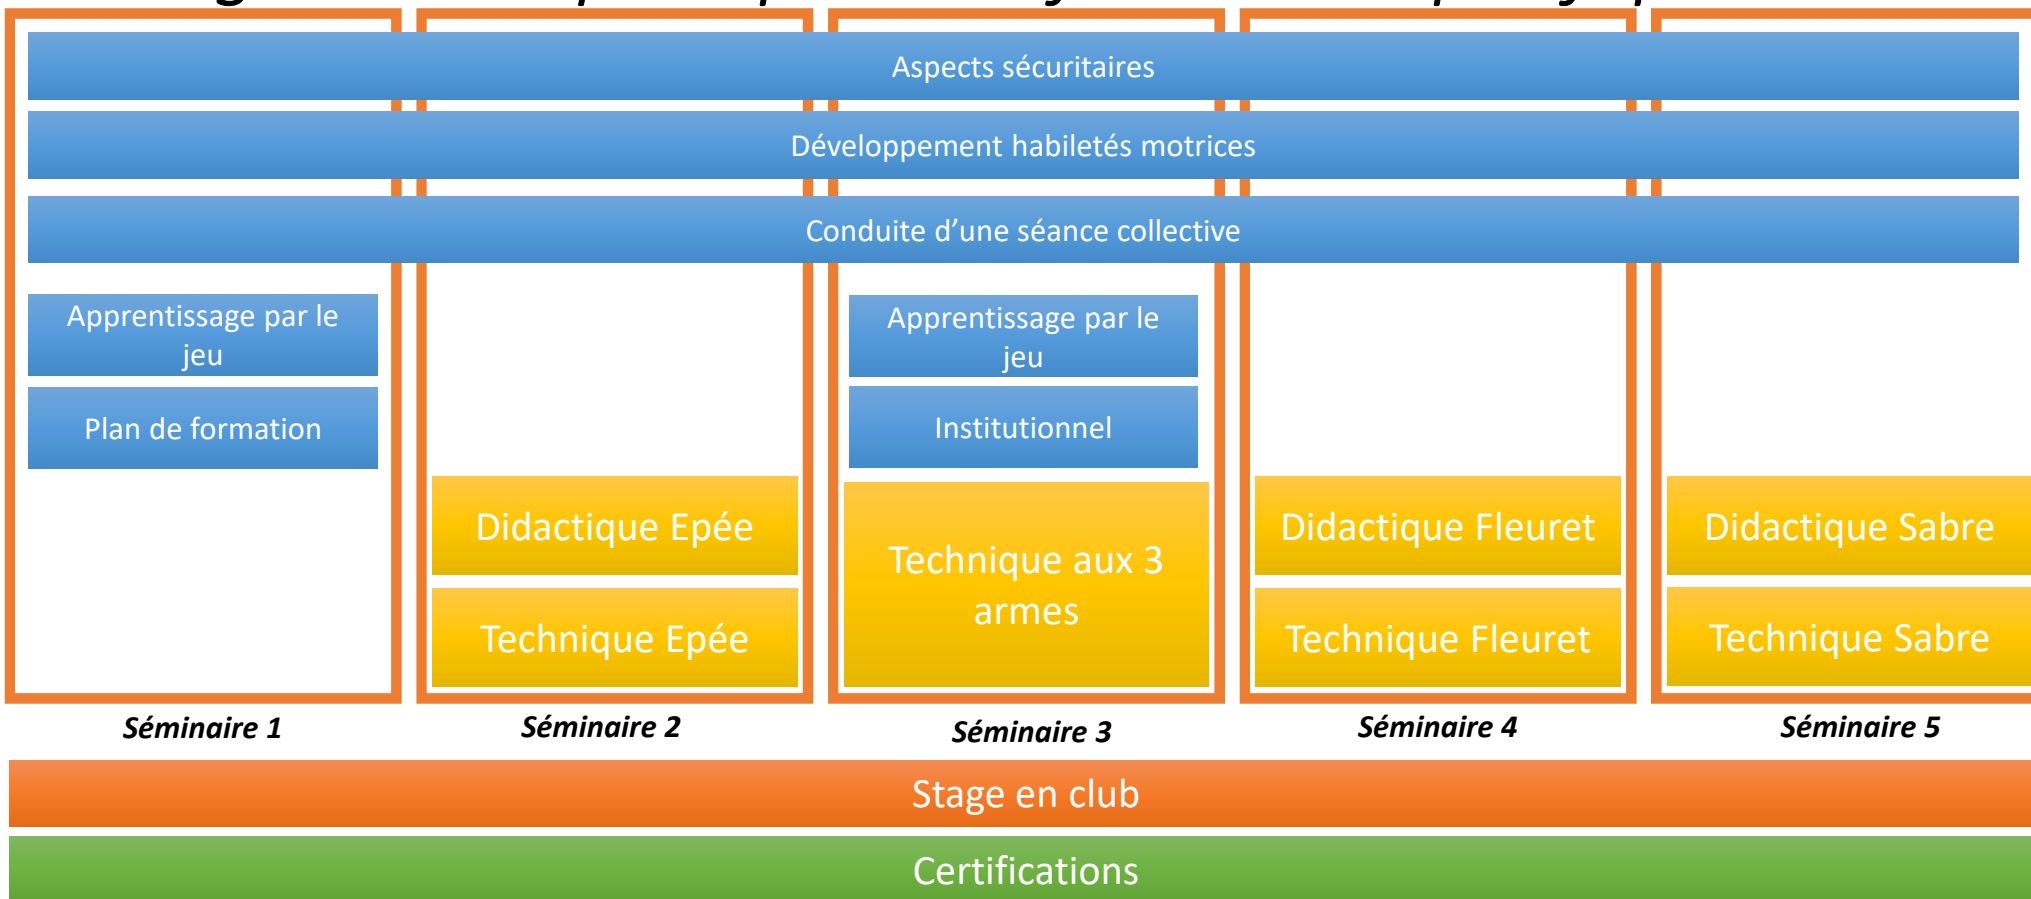 Aspects sécuritaires
Développement habiletés motrices
Conduite d’une séance collective
Apprentissage par le
jeu
Plan de formation
Apprentissage par le
jeu
Institutionnel
Didactique Epée
Technique Epée
Technique aux 3
armes
Didactique Fleuret
Technique Fleuret
Didactique Sabre
Technique Sabre
Séminaire 1
Séminaire 2
Séminaire 3
Séminaire 4
Séminaire 5
Stage en club
Certifications